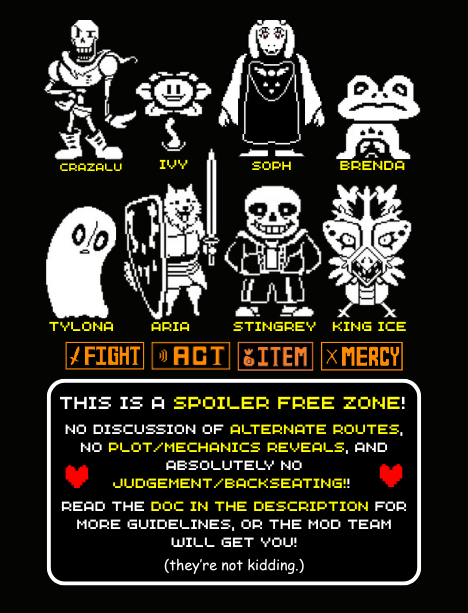 CRAZALU IVY SOPH BRENDA
TYLONA ARIA STINGREY KING ICE
FIGHT ACT ITEM MERCY
THIS IS A SPOILER FREE ZONE!
NO DISCUSSION OF ALTERNATE ROUTES,
NO PLOT/MECHANICS REVEALS, AND
ABSOLUTELY NO
JUDGEMENT/BACKSEATING!!
READ THE DOC IN THE DESCRIPTION FOR
MORE GUIDELINES, OR THE MOD TEAM
WILL GET YOU!
(they're not kidding.)